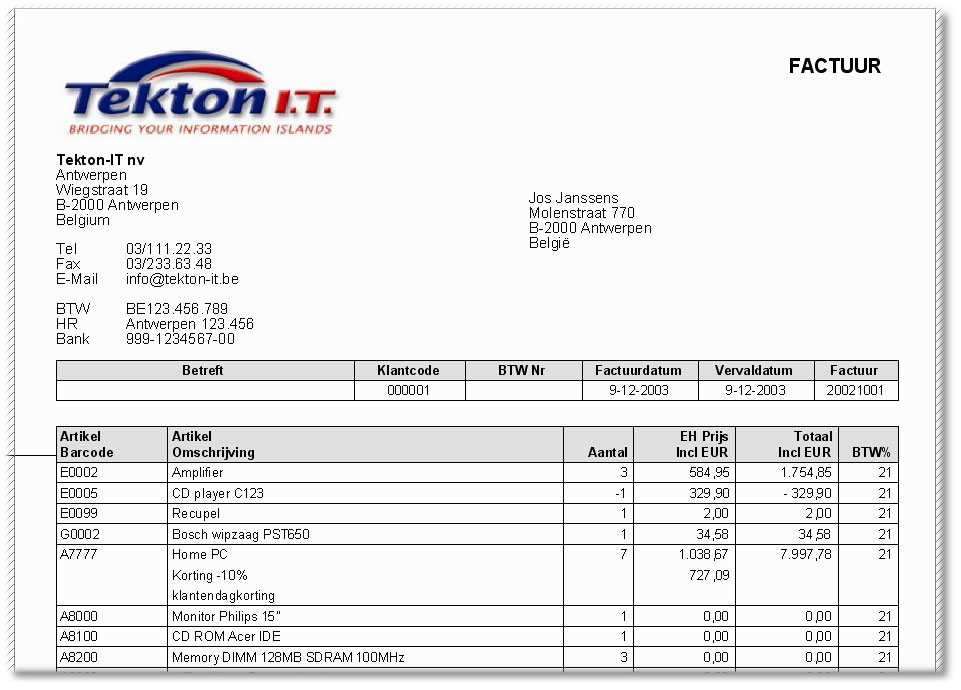 Tekton I.T.
BRIDGING YOUR INFORMATION ISLANDS
FACTUUR
Tekton-IT nv
Antwerpen
Wiegstraat 19
B-2000 Antwerpen
Belgium
Jos Janssens
Molenstraat 770
B-2000 Antwerpen
België
Tel 03/111.22.33
Fax 03/233.63.48
E-Mail info@tekton-it.be
BTW BE123.456.789
HR Antwerpen 123.456
Bank 999-1234567-00
Betreft Klantcode BTW Nr Factuurdatum Vervaldatum Factuur
000001 9-12-2003 9-12-2003 20021001
Artikel Artikel EH Prijs Totaal
Barcode Omschrijving Aantal Incl EUR Incl EUR BTW%
E0002 Amplifier 3 584,95 1.754,85 21
E0005 CD player C123 -1 329,90 - 329,90 21
E0099 Recupel 1 2,00 2,00 21
G0002 Bosch wipzaag PST650 1 34,58 34,58 21
A7777 Home PC 7 1.038,67 7.997,78 21
Korting -10% 727,09
klantendagkorting
A8000 Monitor Philips 15" 1 0,00 0,00 21
A8100 CD ROM Acer IDE 1 0,00 0,00 21
A8200 Memory DIMM 128MB SDRAM 100MHz 3 0,00 0,00 21